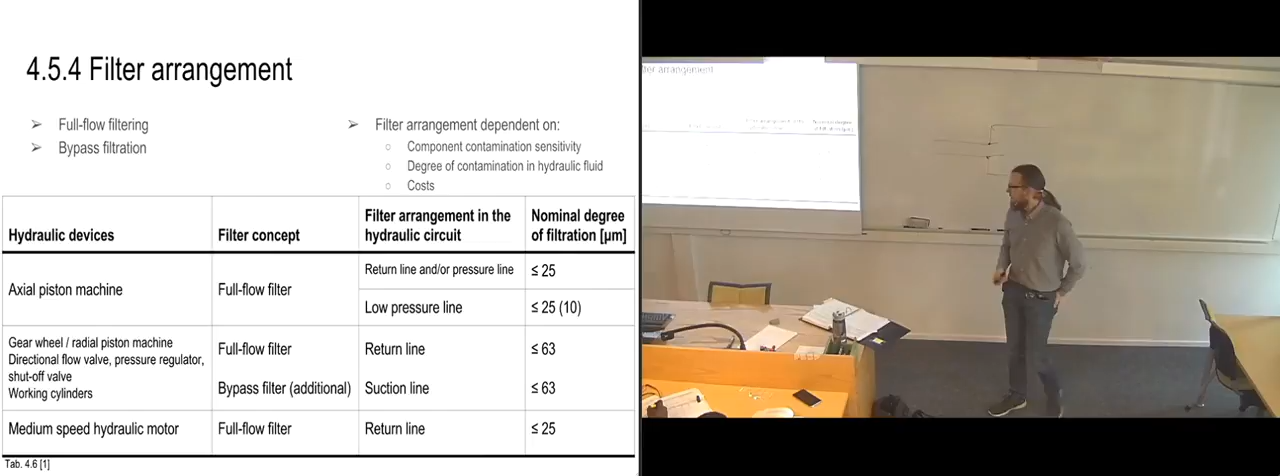 4.5.4 Filter arrangement
➢ Full-flow filtering
➢ Bypass filtration
➢ Filter arrangement dependent on:
○ Component contamination sensitivity
○ Degree of contamination in hydraulic fluid
○ Costs
Hydraulic devices
Filter concept
Filter arrangement in the
hydraulic circuit
Nominal degree
of filtration [µm]
Axial piston machine
Full-flow filter
Return line and/or pressure line
≤ 25
Low pressure line
≤ 25 (10)
Gear wheel / radial piston machine
Directional flow valve, pressure regulator,
shut-off valve
Working cylinders
Full-flow filter
Return line
≤ 63
Bypass filter (additional)
Suction line
≤ 63
Medium speed hydraulic motor
Full-flow filter
Return line
≤ 25
Tab. 4.6 [1]
arrangement